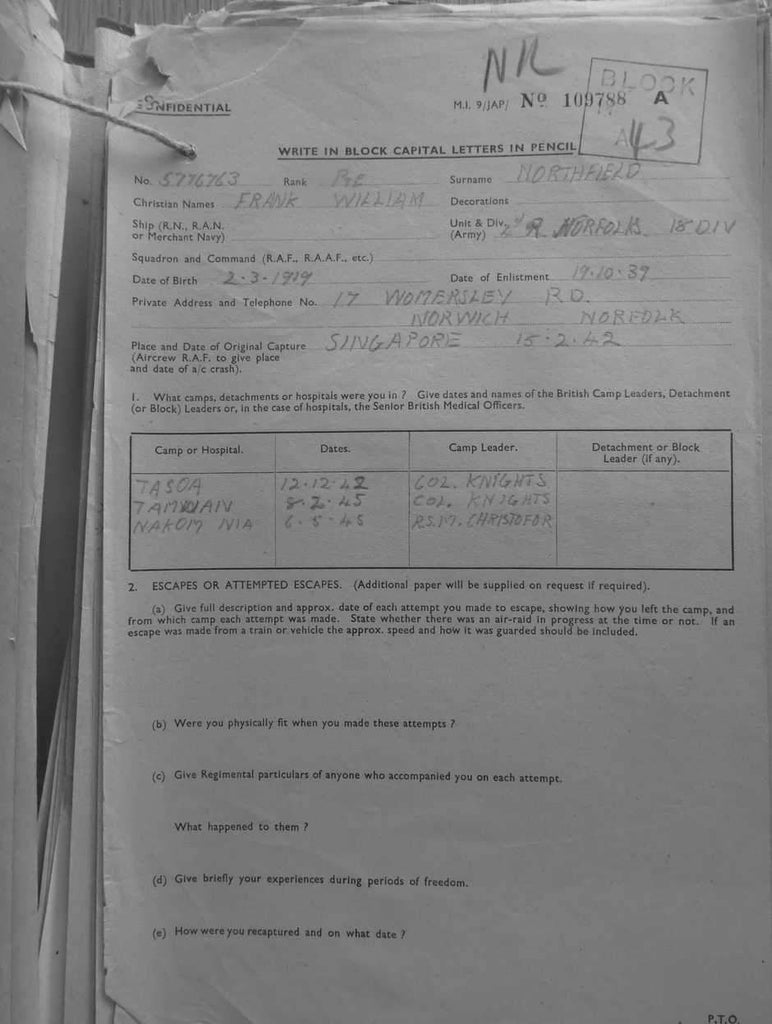 NR
BLOCK
A 43
CONFIDENTIAL
M.I. 9/JAP/ No 109788 A
WRITE IN BLOCK CAPITAL LETTERS IN PENCIL
No. 5776763 Rank PTE Surname NORTHFIELD
Christian Names FRANK WILLIAM Decorations
Ship (R.N., R.A.N. or Merchant Navy)
Unit & Div. (Army) R. NORFOLKS. 18 DIV
Squadron and Command (R.A.F., R.A.A.F., etc.)
Date of Birth 2-3-1919 Date of Enlistment 19.10.39
Private Address and Telephone No. 17 WOMERSLEY RD.
NORWICH NORFOLK
Place and Date of Original Capture SINGAPORE 15.2.42
(Aircrew R.A.F. to give place
and date of a/c crash).
1. What camps, detachments or hospitals were you in ? Give dates and names of the British Camp Leaders, Detachment
(or Block) Leaders or, in the case of hospitals, the Senior British Medical Officers.
Camp or Hospital. Dates. Camp Leader. Detachment or Block Leader (if any).
TASOA 12.12.42 COL. KNIGHTS
TAMWAN 8.2.45 COL. KNIGHTS
NAKOM NIA 6.5.45 R.S.M. CHRISTOFOR
2. ESCAPES OR ATTEMPTED ESCAPES. (Additional paper will be supplied on request if required).
(a) Give full description and approx. date of each attempt you made to escape, showing how you left the camp, and
from which camp each attempt was made. State whether there was an air-raid in progress at the time or not. If an
escape was made from a train or vehicle the approx. speed and how it was guarded should be included.
(b) Were you physically fit when you made these attempts ?
(c) Give Regimental particulars of anyone who accompanied you on each attempt.
What happened to them ?
(d) Give briefly your experiences during periods of freedom.
(e) How were you recaptured and on what date ?
P.T.O.